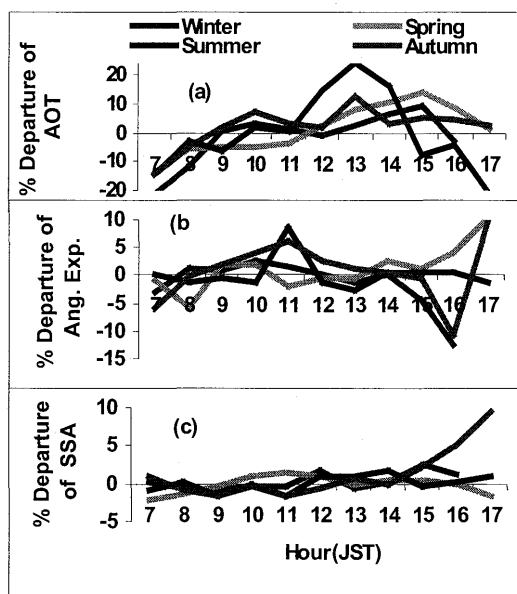 Winter Spring
Summer Autumn
(a)
% Departure of
AOT
20
10
0
-10
-20
7 8 9 10 11 12 13 14 15 16 17
(b)
% Departure of
Ang. Exp.
10
5
0
-5
-10
-15
7 8 9 10 11 12 13 14 15 16 17
(c)
% Departure
of SSA
10
5
0
-5
7 8 9 10 11 12 13 14 15 16 17
Hour(JST)